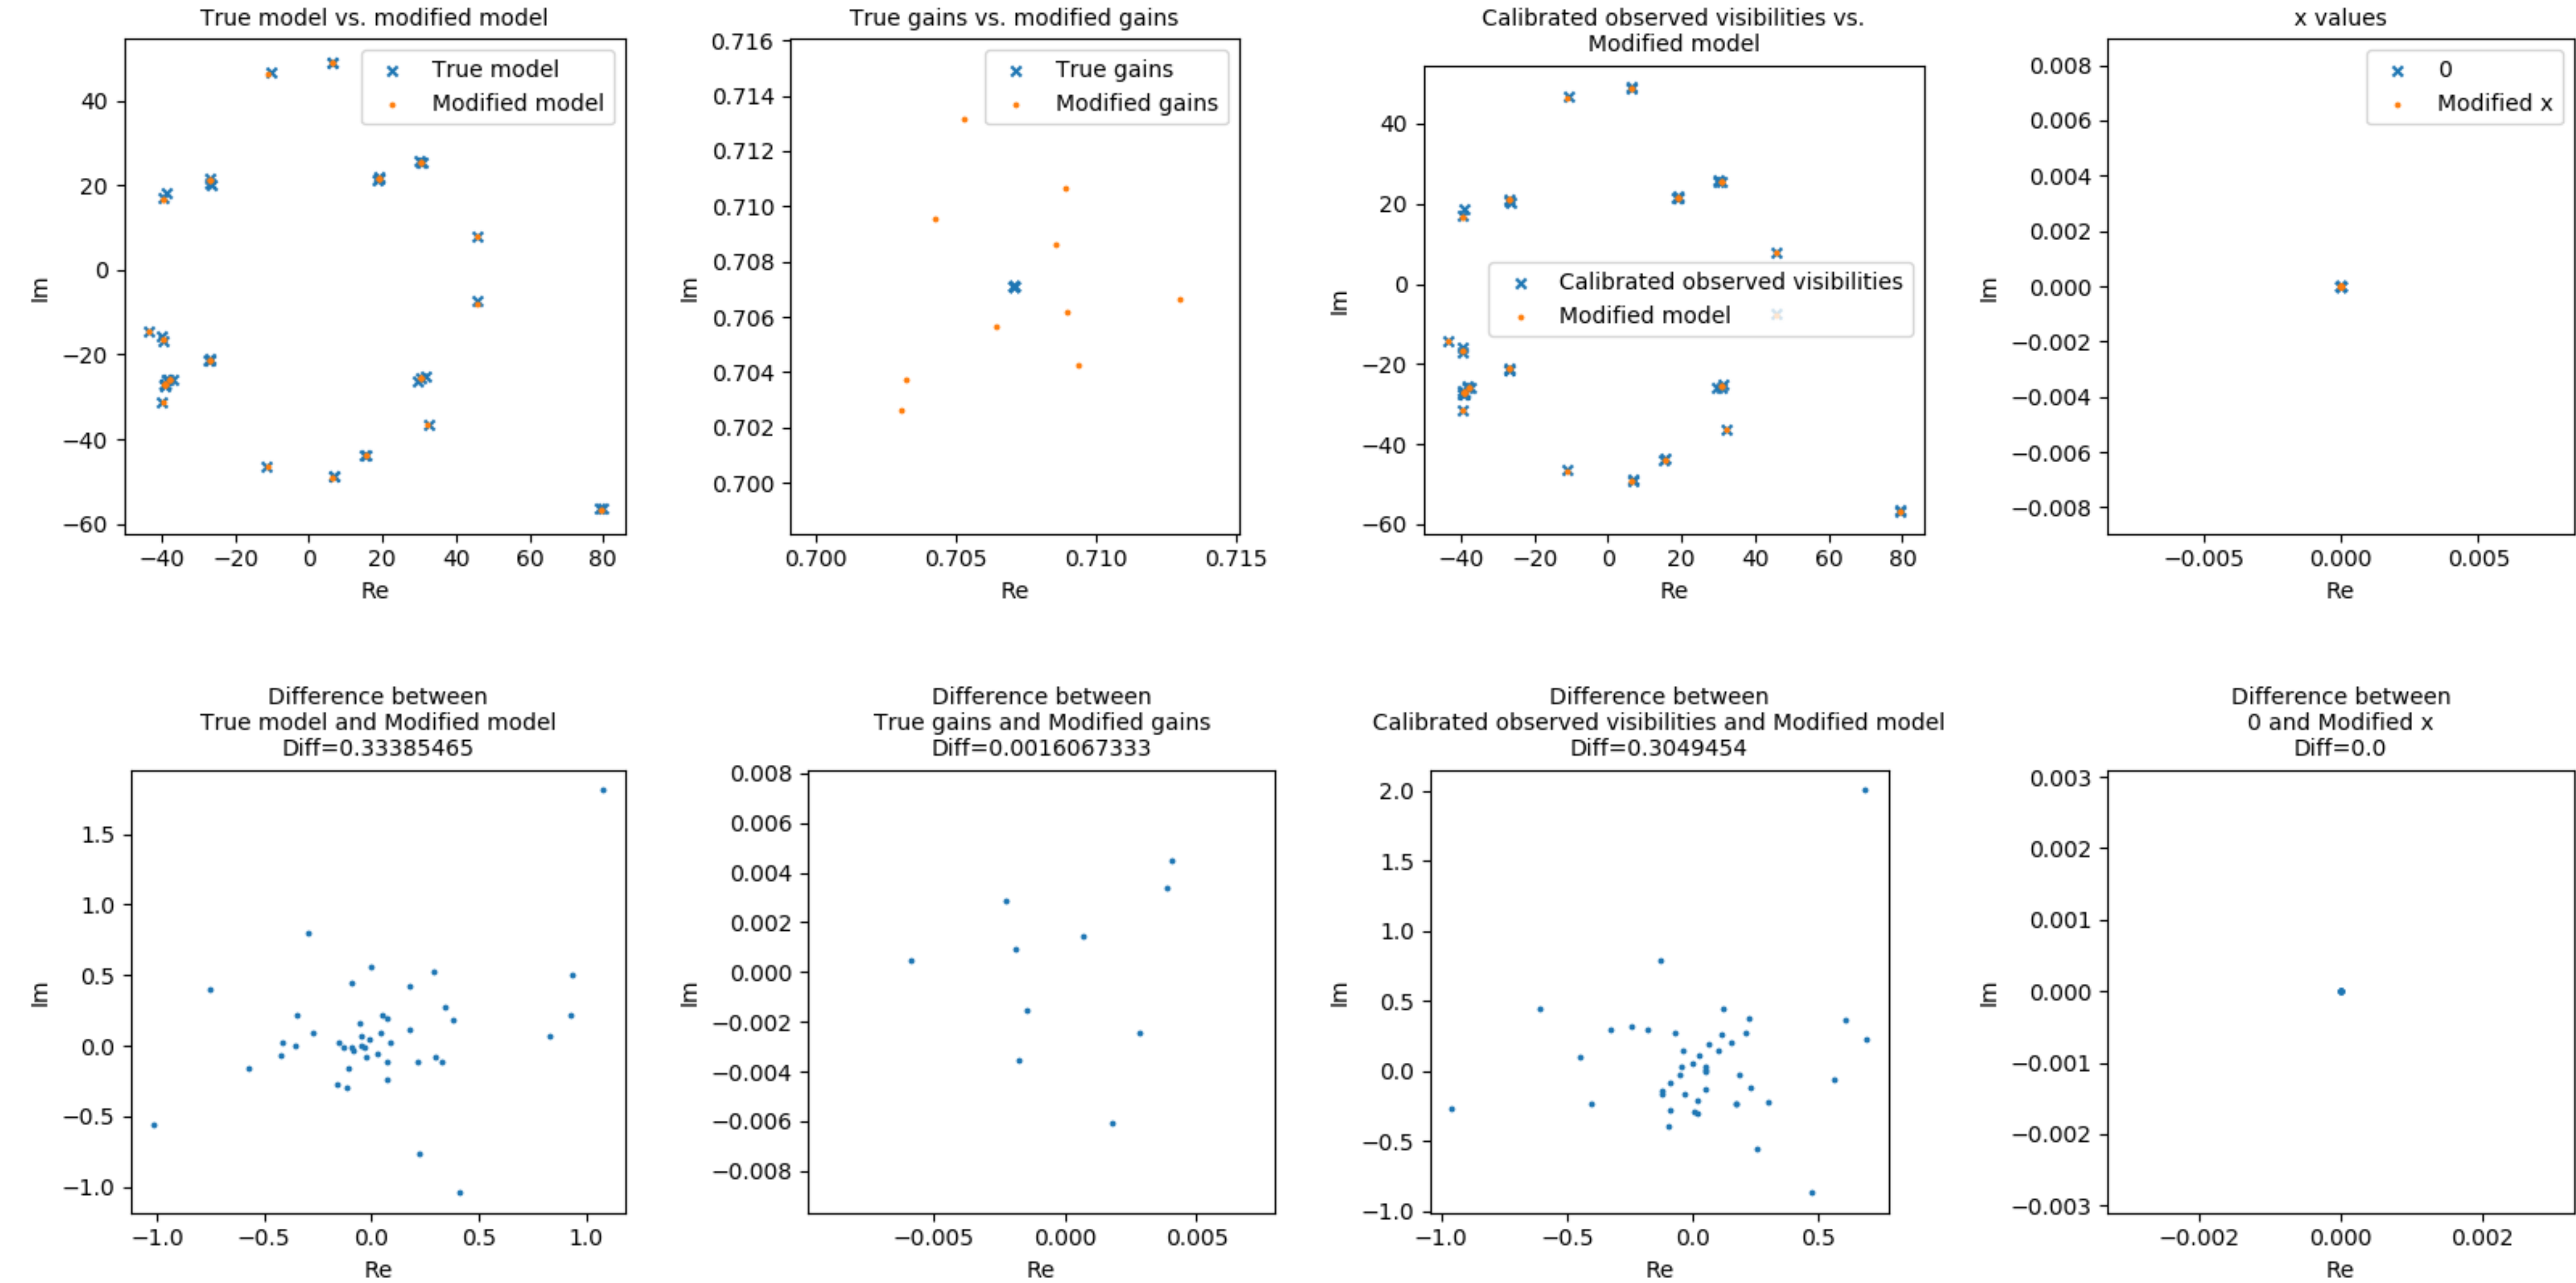 True model vs. modified model
True model
Modified model
40
20
0
−20
−40
−60
Im
−40 −20 0 20 40 60 80
Re
True gains vs. modified gains
True gains
Modified gains
0.716
0.714
0.712
0.710
0.708
0.706
0.704
0.702
0.700
Im
0.700 0.705 0.710 0.715
Re
Calibrated observed visibilities vs.
Modified model
Calibrated observed visibilities
Modified model
40
20
0
−20
−40
−60
Im
−40 −20 0 20 40 60 80
Re
x values
0
Modified x
0.008
0.006
0.004
0.002
0.000
−0.002
−0.004
−0.006
−0.008
Im
−0.005 0.000 0.005
Re
Difference between
True model and Modified model
Diff=0.33385465
1.5
1.0
0.5
0.0
−0.5
−1.0
Im
−1.0 −0.5 0.0 0.5 1.0
Re
Difference between
True gains and Modified gains
Diff=0.0016067333
0.008
0.006
0.004
0.002
0.000
−0.002
−0.004
−0.006
−0.008
Im
−0.005 0.000 0.005
Re
Difference between
Calibrated observed visibilities and Modified model
Diff=0.3049454
2.0
1.5
1.0
0.5
0.0
−0.5
−1.0
Im
−1.0 −0.5 0.0 0.5
Re
Difference between
0 and Modified x
Diff=0.0
0.003
0.002
0.001
0.000
−0.001
−0.002
−0.003
Im
−0.002 0.000 0.002
Re